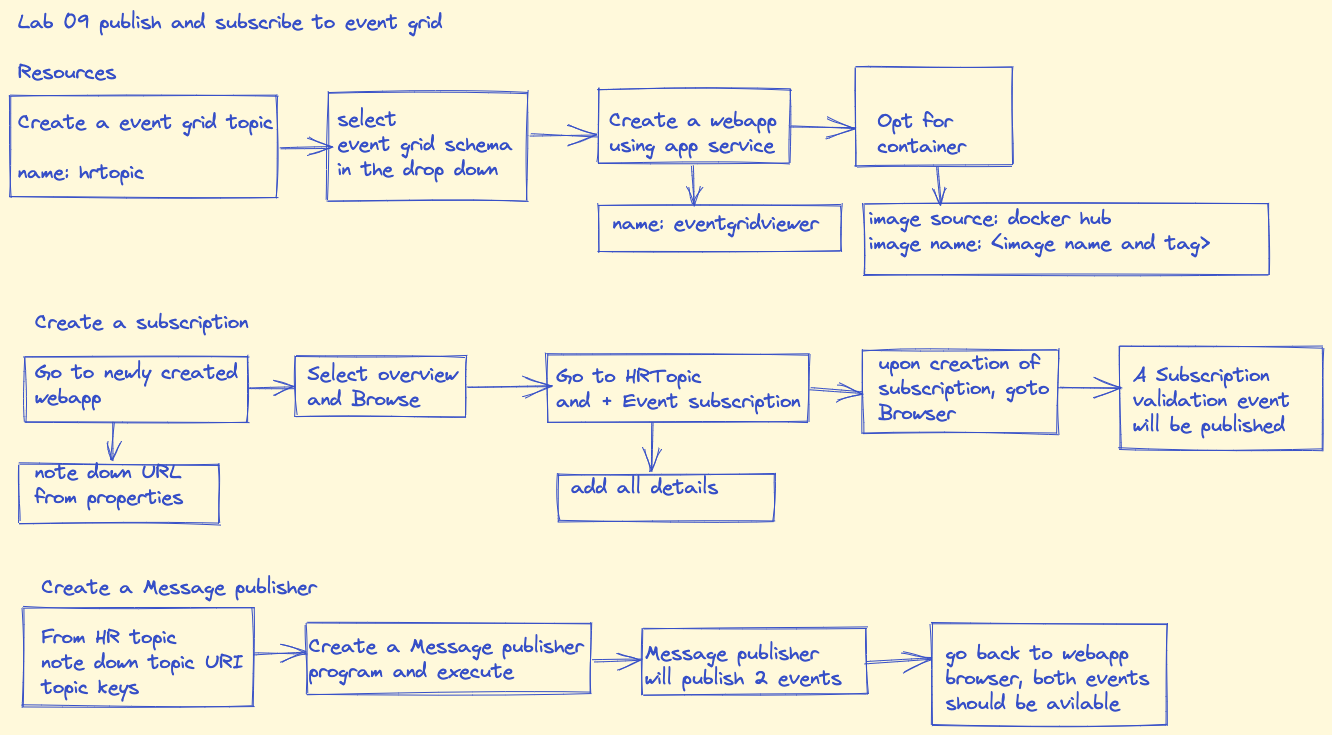 Lab 09 publish and subscribe to event grid
Resources
Create a event grid topic
name: hrtopic
select
event grid schema
in the drop down
Create a webapp
using app service
Opt for
container
name: eventgridviewer
image source: docker hub
image name: <image name and tag>
Create a subscription
Go to newly created
webapp
Select overview
and Browse
Go to HRTopic
and + Event subscription
upon creation of
subscription, goto
Browser
A Subscription
validation event
will be published
note down URL
from properties
add all details
Create a Message publisher
From HR topic
note down topic URI
topic keys
Create a Message publisher
program and execute
Message publisher
will publish 2 events
go back to webapp
browser, both events
should be avilable